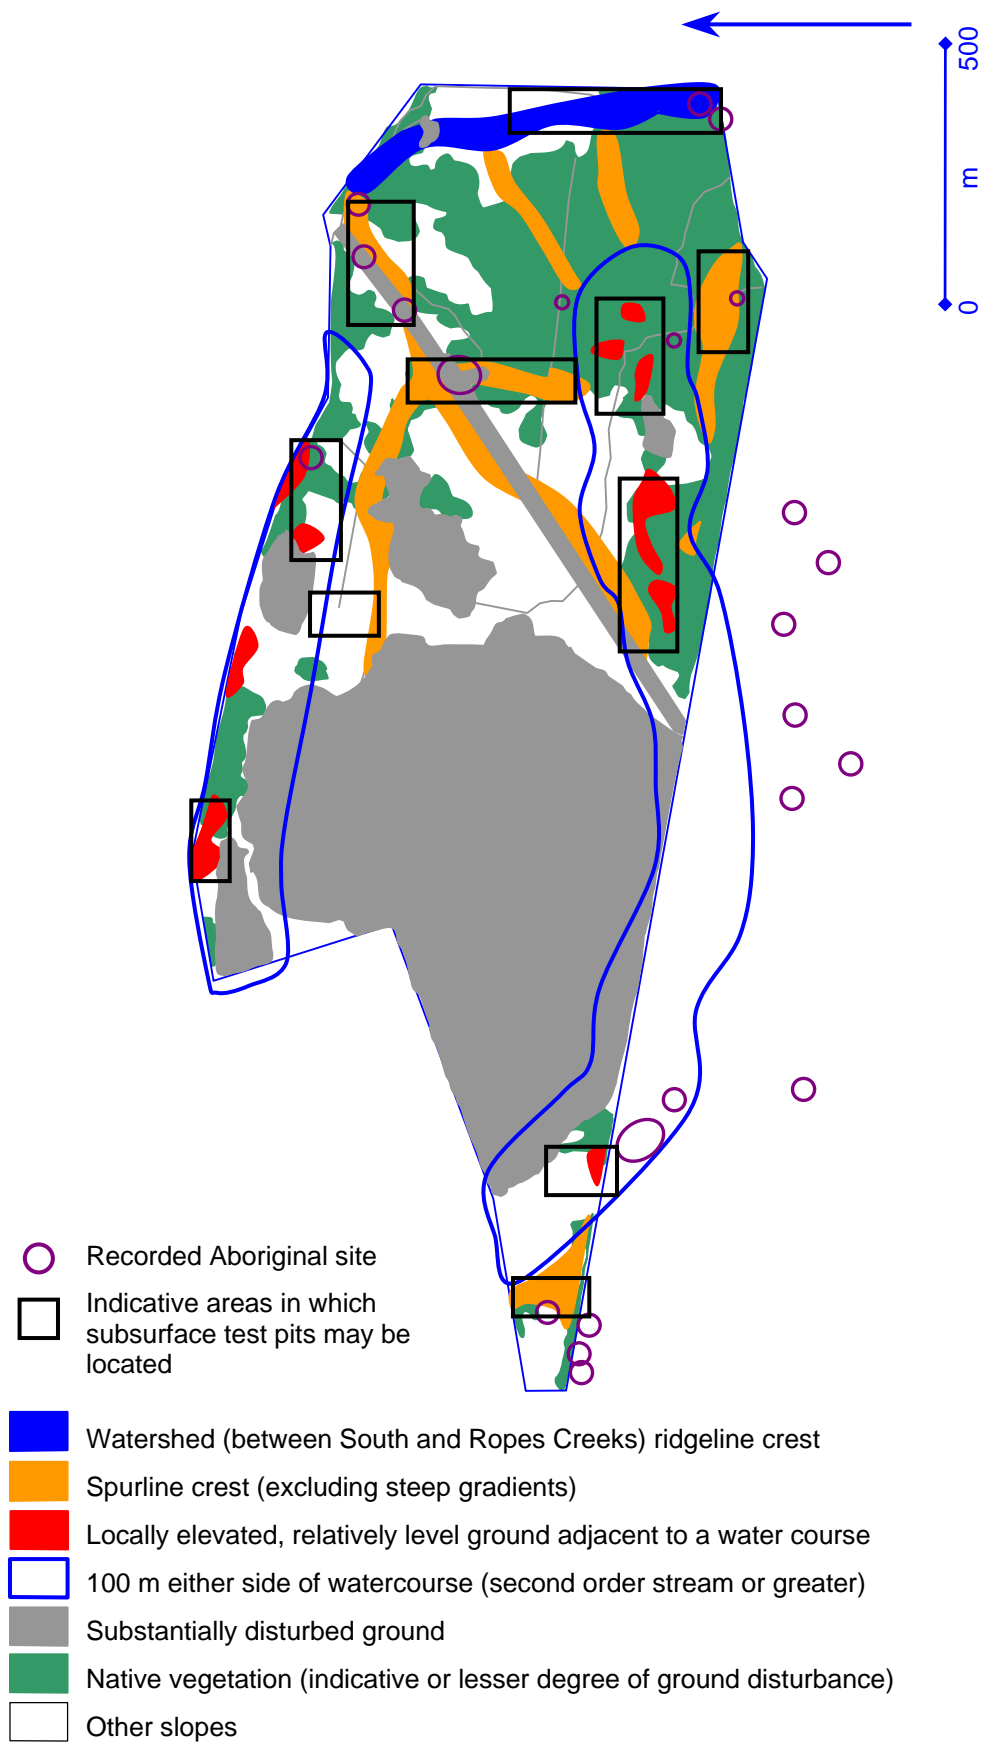 500
m
0
Recorded Aboriginal site
Indicative areas in which
subsurface test pits may be
located
Watershed (between South and Ropes Creeks) ridgeline crest
Spurline crest (excluding steep gradients)
Locally elevated, relatively level ground adjacent to a water course
100 m either side of watercourse (second order stream or greater)
Substantially disturbed ground
Native vegetation (indicative or lesser degree of ground disturbance)
Other slopes